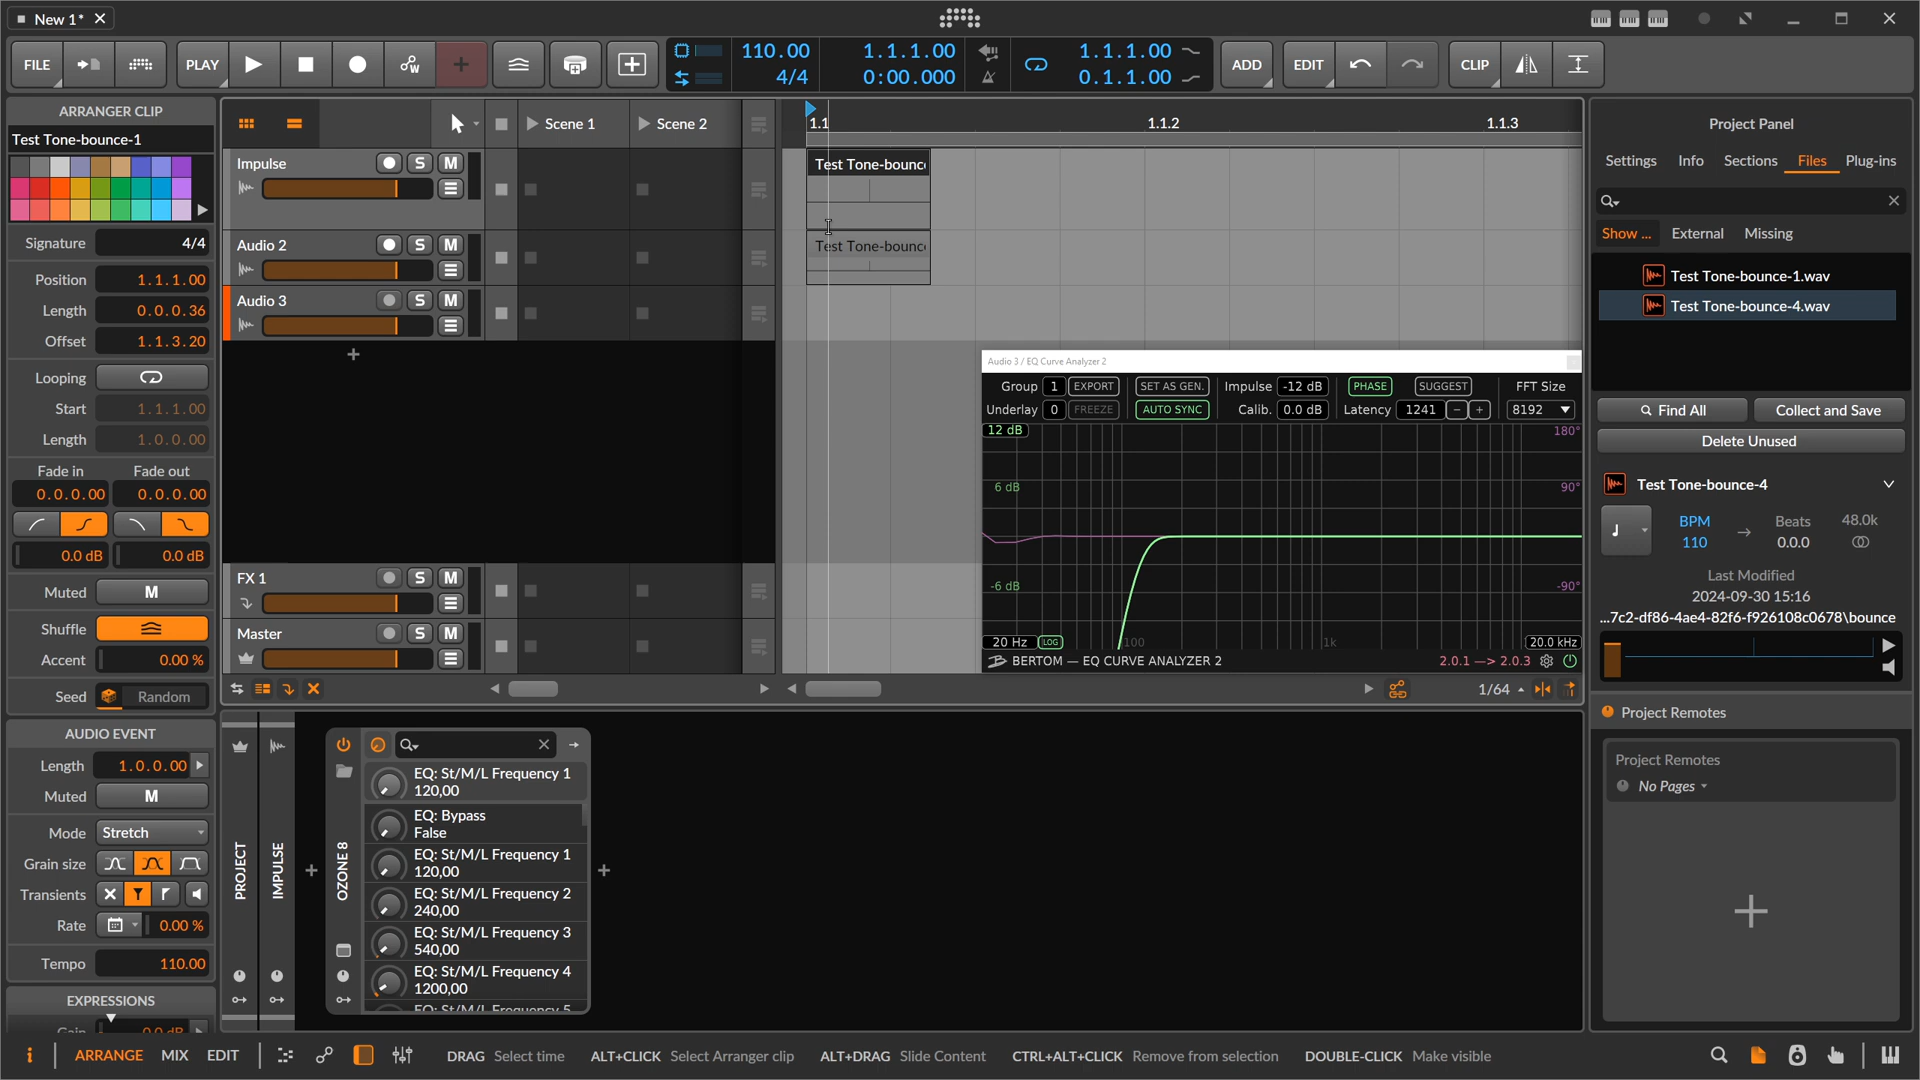 New 1*
FILE
PLAY
110.00
4/4
1.1.1.00
0:00.000
1.1.1.00
0.1.1.00
ADD
EDIT
CLIP
ARRANGER CLIP
Test Tone-bounce-1
Signature 4/4
Position 1.1.1.00
Length 0.0.0.36
Offset 1.1.3.20
Looping
Start 1.1.1.00
Length 1.0.0.00
Fade in Fade out
0.0.0.00 0.0.0.00
0.0 dB 0.0 dB
Muted M
Shuffle
Accent 0.00 %
Seed Random
AUDIO EVENT
Length 1.0.0.00
Muted M
Mode Stretch
Grain size
Transients
Rate 0.00 %
Tempo 110.00
EXPRESSIONS
Gain 0.0 dB
Scene 1
Scene 2
Impulse S M
Audio 2 S M
Audio 3 S M
FX 1 S M
Master S M
1.1
1.1.2
1.1.3
Test Tone-bounc
Test Tone-bounc
Audio 3 / EQ Curve Analyzer 2
Group 1 EXPORT SET AS GEN. Impulse -12 dB PHASE SUGGEST FFT Size
Underlay 0 FREEZE AUTO SYNC Calib. 0.0 dB Latency 1241 − + 8192
12 dB 180°
6 dB 90°
-6 dB -90°
20 Hz LOG 100 1k 20.0 kHz
BERTOM — EQ CURVE ANALYZER 2 2.0.1 —> 2.0.3
1/64
PROJECT
IMPULSE
OZONE 8
EQ: St/M/L Frequency 1
120,00
EQ: Bypass
False
EQ: St/M/L Frequency 1
120,00
EQ: St/M/L Frequency 2
240,00
EQ: St/M/L Frequency 3
540,00
EQ: St/M/L Frequency 4
1200,00
EQ: St/M/L Frequency 5
Project Panel
Settings Info Sections Files Plug-ins
Show ... External Missing
Test Tone-bounce-1.wav
Test Tone-bounce-4.wav
Find All
Collect and Save
Delete Unused
Test Tone-bounce-4
BPM Beats 48.0k
110 0.0.0
Last Modified
2024-09-30 15:16
...7c2-df86-4ae4-82f6-f926108c0678\bounce
Project Remotes
Project Remotes
No Pages
i ARRANGE MIX EDIT
DRAG Select time ALT+CLICK Select Arranger clip ALT+DRAG Slide Content CTRL+ALT+CLICK Remove from selection DOUBLE-CLICK Make visible